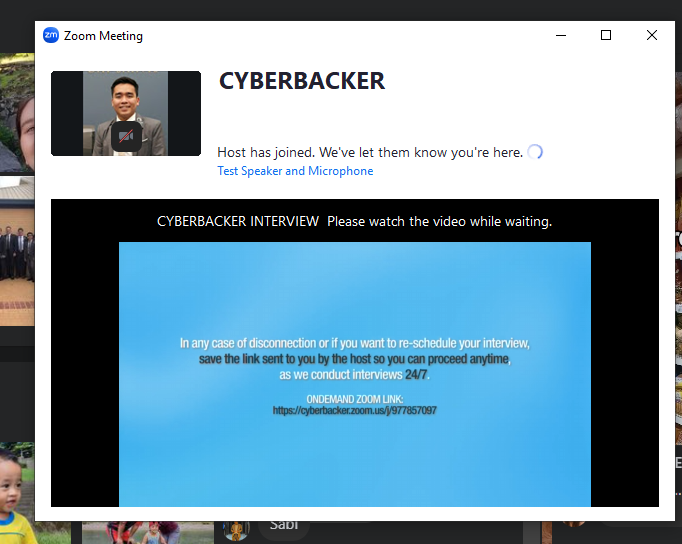 zm Zoom Meeting
CYBERBACKER
Host has joined. We've let them know you're here.
Test Speaker and Microphone
CYBERBACKER INTERVIEW Please watch the video while waiting.
In any case of disconnection or if you want to re-schedule your interview,
save the link sent to you by the host so you can proceed anytime,
as we conduct interviews 24/7.
ONDEMAND ZOOM LINK:
https://cyberbacker.zoom.us/j/977857097
Sabi